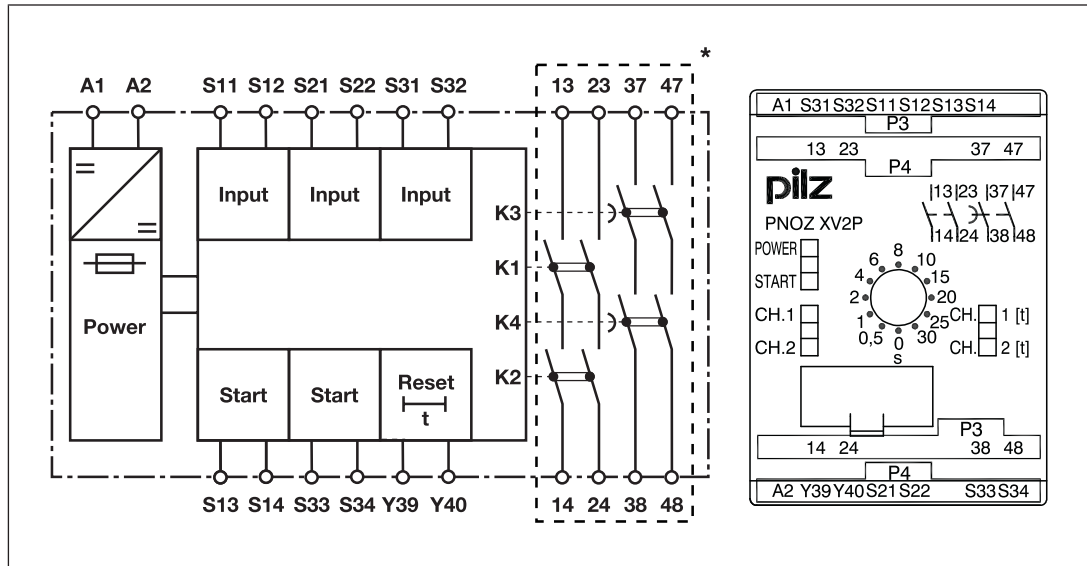 *
A1 A2 S11 S12 S21 S22 S31 S32 13 23 37 47
Input Input Input
K3
K1
K4
K2
Power
Start Start Reset
t
S13 S14 S33 S34 Y39 Y40 14 24 38 48
A1 S31 S32 S11 S12 S13 S14
P3
13 23 37 47
P4
pilz
PNOZ XV2P
13 23 37 47
14 24 38 48
POWER
START
CH.1
CH.2
0 0,5 1 2 4 6 8 10 15 20 25 30
s
CH. 1 [t]
CH. 2 [t]
P3
14 24 38 48
P4
A2 Y39 Y40 S21 S22 S33 S34